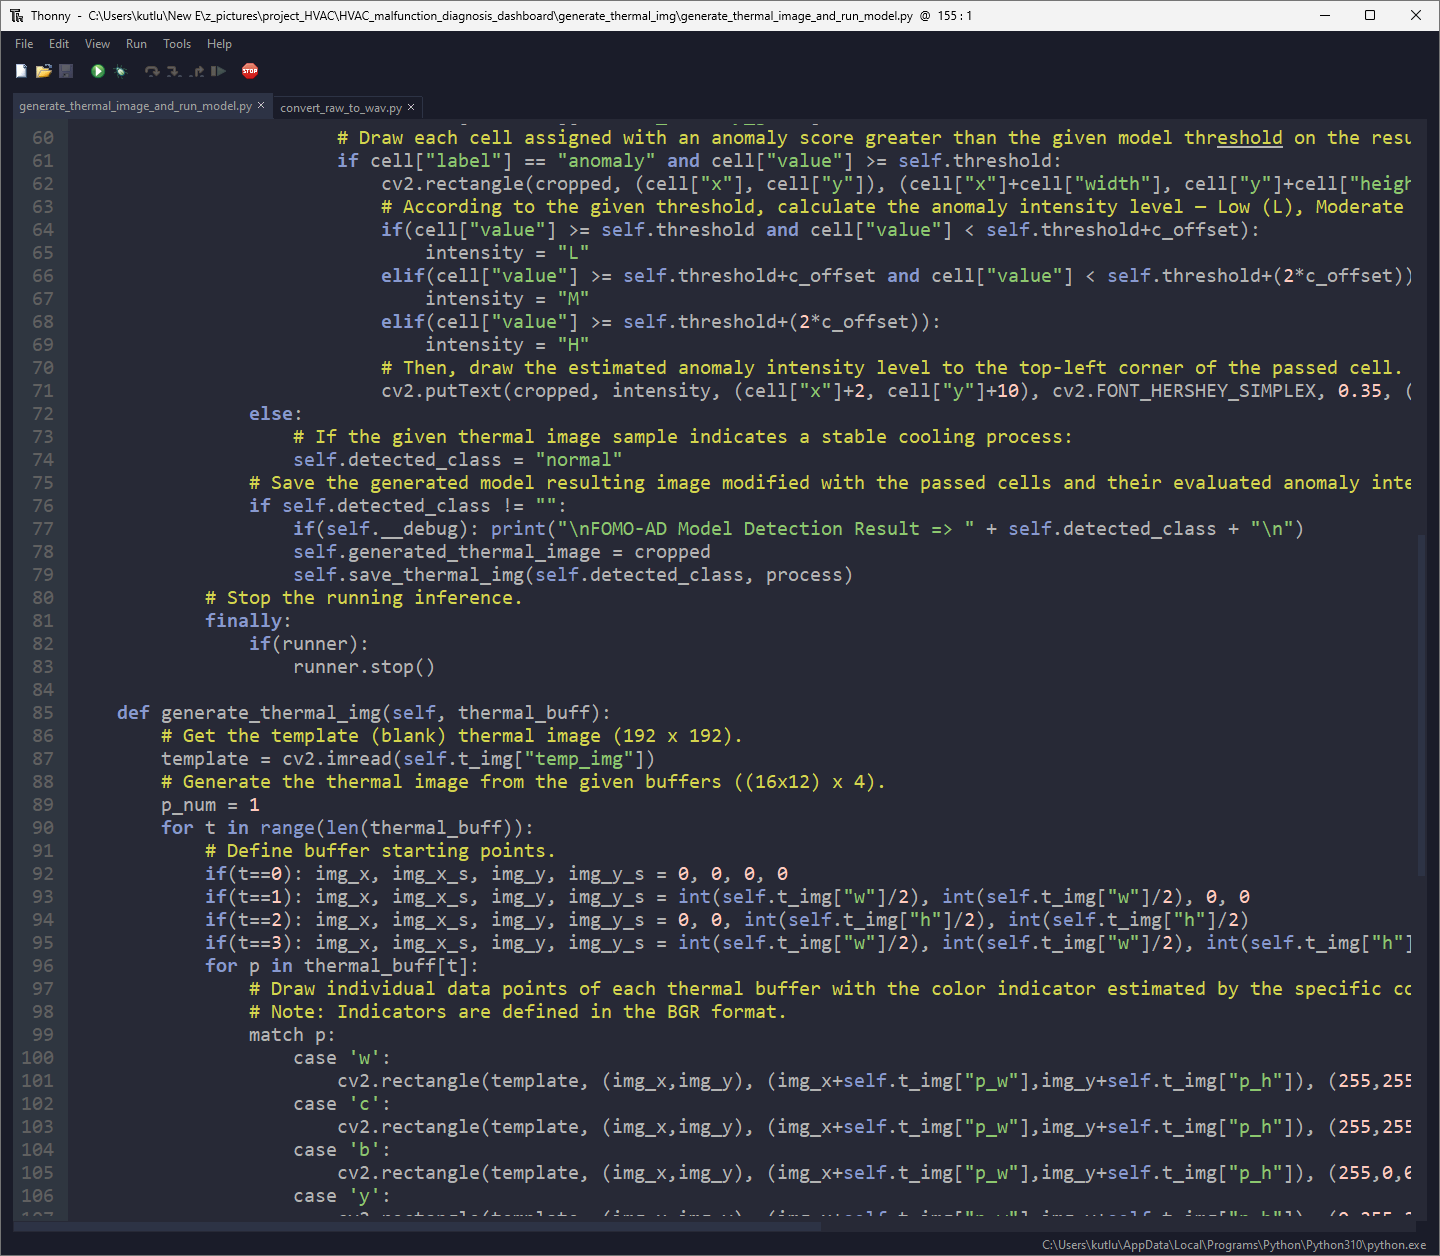 Thonny - C:\Users\kutlu\New E\z_pictures\project_HVAC\HVAC_malfunction_diagnosis_dashboard\generate_thermal_img\generate_thermal_image_and_run_model.py @ 155 : 1
File Edit View Run Tools Help
STOP
generate_thermal_image_and_run_model.py × convert_raw_to_wav.py ×
60 # Draw each cell assigned with an anomaly score greater than the given model threshold on the resu
61 if cell["label"] == "anomaly" and cell["value"] >= self.threshold:
62 cv2.rectangle(cropped, (cell["x"], cell["y"]), (cell["x"]+cell["width"], cell["y"]+cell["heigh
63 # According to the given threshold, calculate the anomaly intensity level — Low (L), Moderate
64 if(cell["value"] >= self.threshold and cell["value"] < self.threshold+c_offset):
65 intensity = "L"
66 elif(cell["value"] >= self.threshold+c_offset and cell["value"] < self.threshold+(2*c_offset))
67 intensity = "M"
68 elif(cell["value"] >= self.threshold+(2*c_offset)):
69 intensity = "H"
70 # Then, draw the estimated anomaly intensity level to the top-left corner of the passed cell.
71 cv2.putText(cropped, intensity, (cell["x"]+2, cell["y"]+10), cv2.FONT_HERSHEY_SIMPLEX, 0.35, (
72 else:
73 # If the given thermal image sample indicates a stable cooling process:
74 self.detected_class = "normal"
75 # Save the generated model resulting image modified with the passed cells and their evaluated anomaly inte
76 if self.detected_class != "":
77 if(self.__debug): print("\nFOMO-AD Model Detection Result => " + self.detected_class + "\n")
78 self.generated_thermal_image = cropped
79 self.save_thermal_img(self.detected_class, process)
80 # Stop the running inference.
81 finally:
82 if(runner):
83 runner.stop()
84
85 def generate_thermal_img(self, thermal_buff):
86 # Get the template (blank) thermal image (192 x 192).
87 template = cv2.imread(self.t_img["temp_img"])
88 # Generate the thermal image from the given buffers ((16x12) x 4).
89 p_num = 1
90 for t in range(len(thermal_buff)):
91 # Define buffer starting points.
92 if(t==0): img_x, img_x_s, img_y, img_y_s = 0, 0, 0, 0
93 if(t==1): img_x, img_x_s, img_y, img_y_s = int(self.t_img["w"]/2), int(self.t_img["w"]/2), 0, 0
94 if(t==2): img_x, img_x_s, img_y, img_y_s = 0, 0, int(self.t_img["h"]/2), int(self.t_img["h"]/2)
95 if(t==3): img_x, img_x_s, img_y, img_y_s = int(self.t_img["w"]/2), int(self.t_img["w"]/2), int(self.t_img["h"]
96 for p in thermal_buff[t]:
97 # Draw individual data points of each thermal buffer with the color indicator estimated by the specific co
98 # Note: Indicators are defined in the BGR format.
99 match p:
100 case 'w':
101 cv2.rectangle(template, (img_x,img_y), (img_x+self.t_img["p_w"],img_y+self.t_img["p_h"]), (255,255
102 case 'c':
103 cv2.rectangle(template, (img_x,img_y), (img_x+self.t_img["p_w"],img_y+self.t_img["p_h"]), (255,255
104 case 'b':
105 cv2.rectangle(template, (img_x,img_y), (img_x+self.t_img["p_w"],img_y+self.t_img["p_h"]), (255,0,0
106 case 'y':
C:\Users\kutlu\AppData\Local\Programs\Python\Python310\python.exe